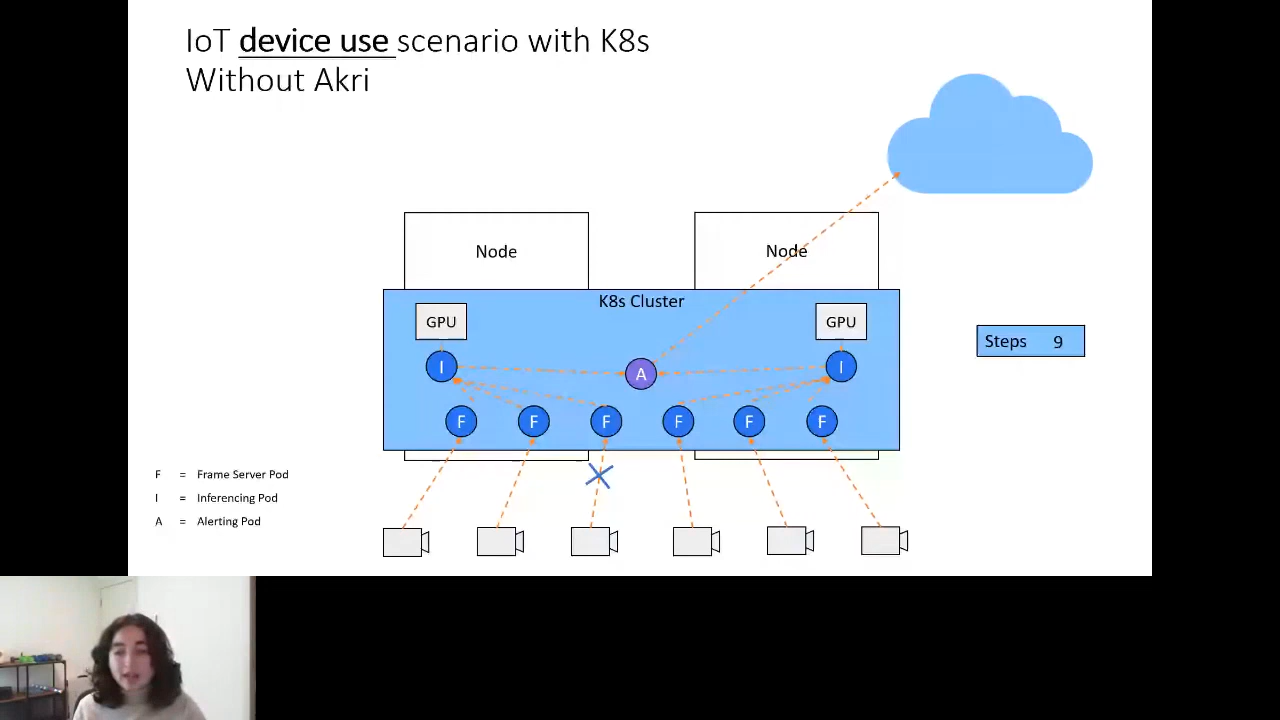 IoT device use scenario with K8s
Without Akri
Node
Node
K8s Cluster
GPU
GPU
Steps 9
I
A
I
F
F
F
F
F
F
F = Frame Server Pod
I = Inferencing Pod
A = Alerting Pod